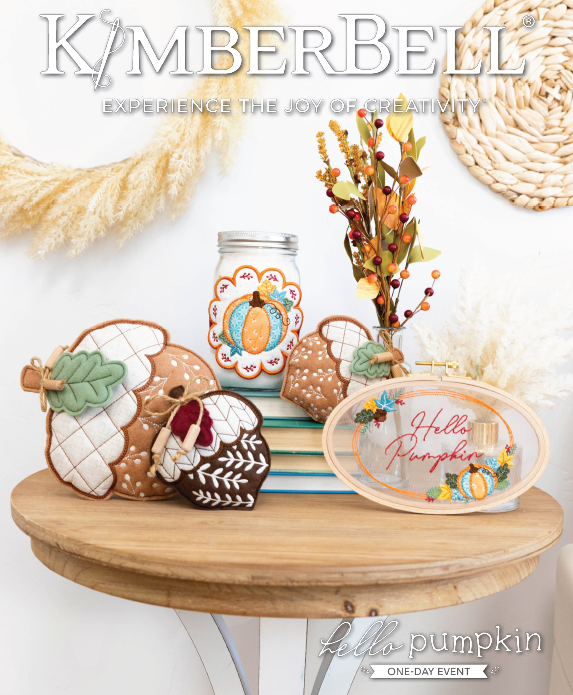 KIMBERBELL®
EXPERIENCE THE JOY OF CREATIVITY®
Hello
Pumpkin
hello pumpkin
ONE-DAY EVENT